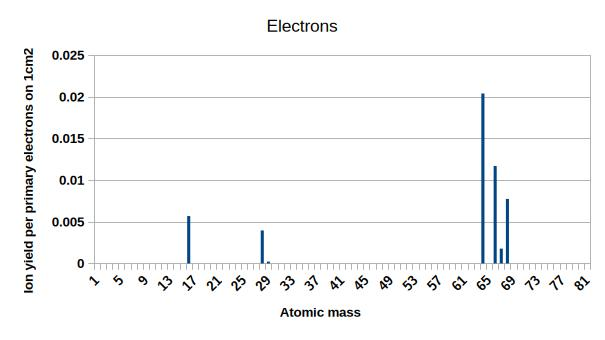 Electrons
Ion yield per primary electrons on 1cm2
0.025
0.02
0.015
0.01
0.005
0
1 5 9 13 17 21 25 29 33 37 41 45 49 53 57 61 65 69 73 77 81
Atomic mass